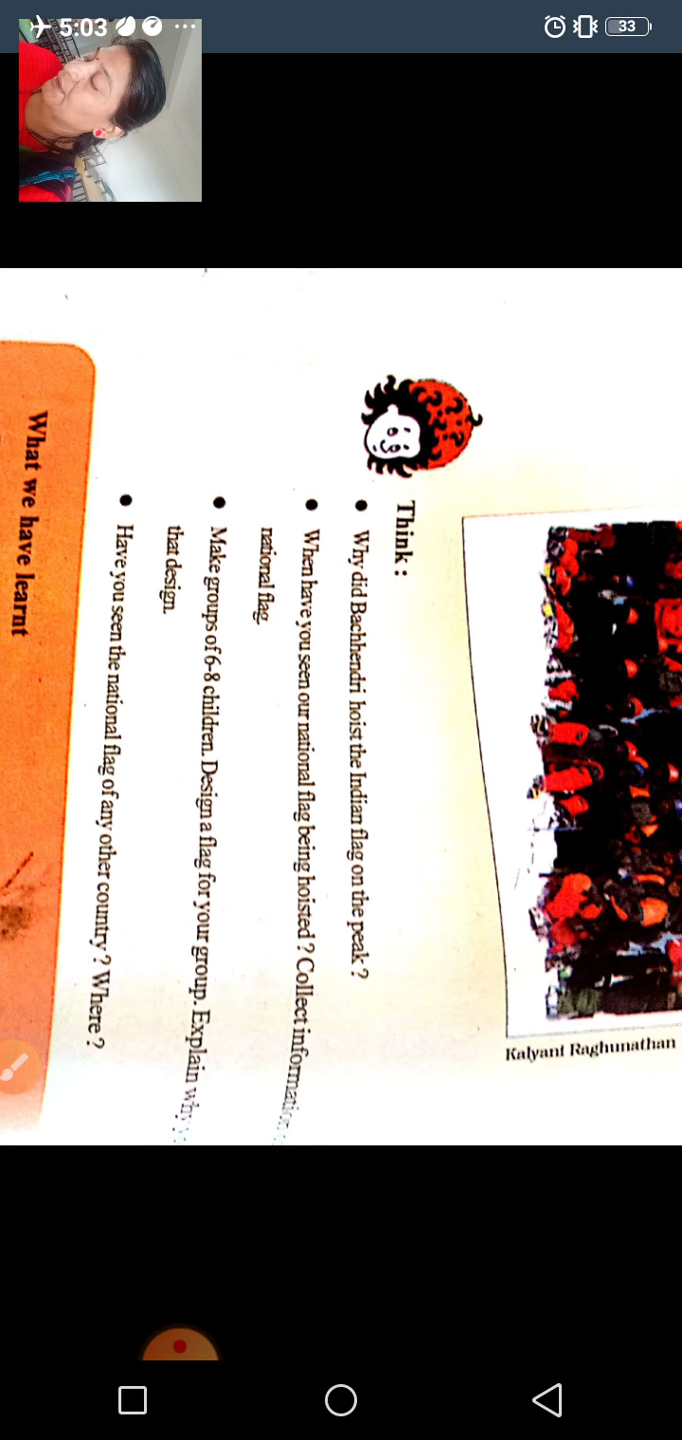 5:03
33
Kalyani Raghunathan
Think :
Why did Bachhendri hoist the Indian flag on the peak ?
When have you seen our national flag being hoisted ? Collect information
national flag.
Make groups of 6-8 children. Design a flag for your group. Explain why
that design.
Have you seen the national flag of any other country ? Where ?
What we have learnt